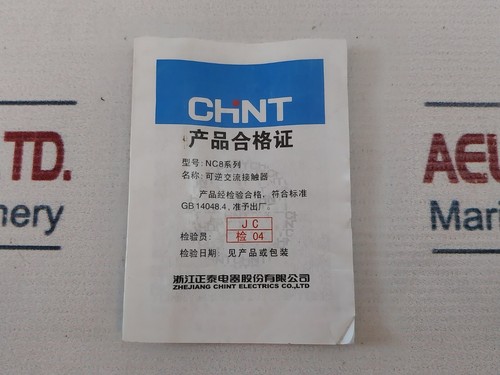 CHNT
产品合格证
型号: NC8系列
名称: 可逆交流接触器
产品经检验合格, 符合标准
GB 14048.4, 准予出厂。
检验员: JC
检 04
检验日期: 见产品或包装
浙江正泰电器股份有限公司
ZHEJIANG CHINT ELECTRICS CO.,LTD
TD.
nery
AEU
Mari